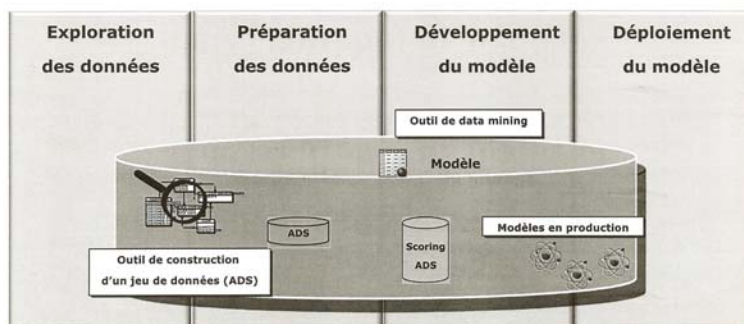 Exploration
des données
Préparation
des données
Développement
du modèle
Déploiement
du modèle
Outil de data mining
Modèle
ADS
Scoring
ADS
Modèles en production
Outil de construction
d'un jeu de données (ADS)